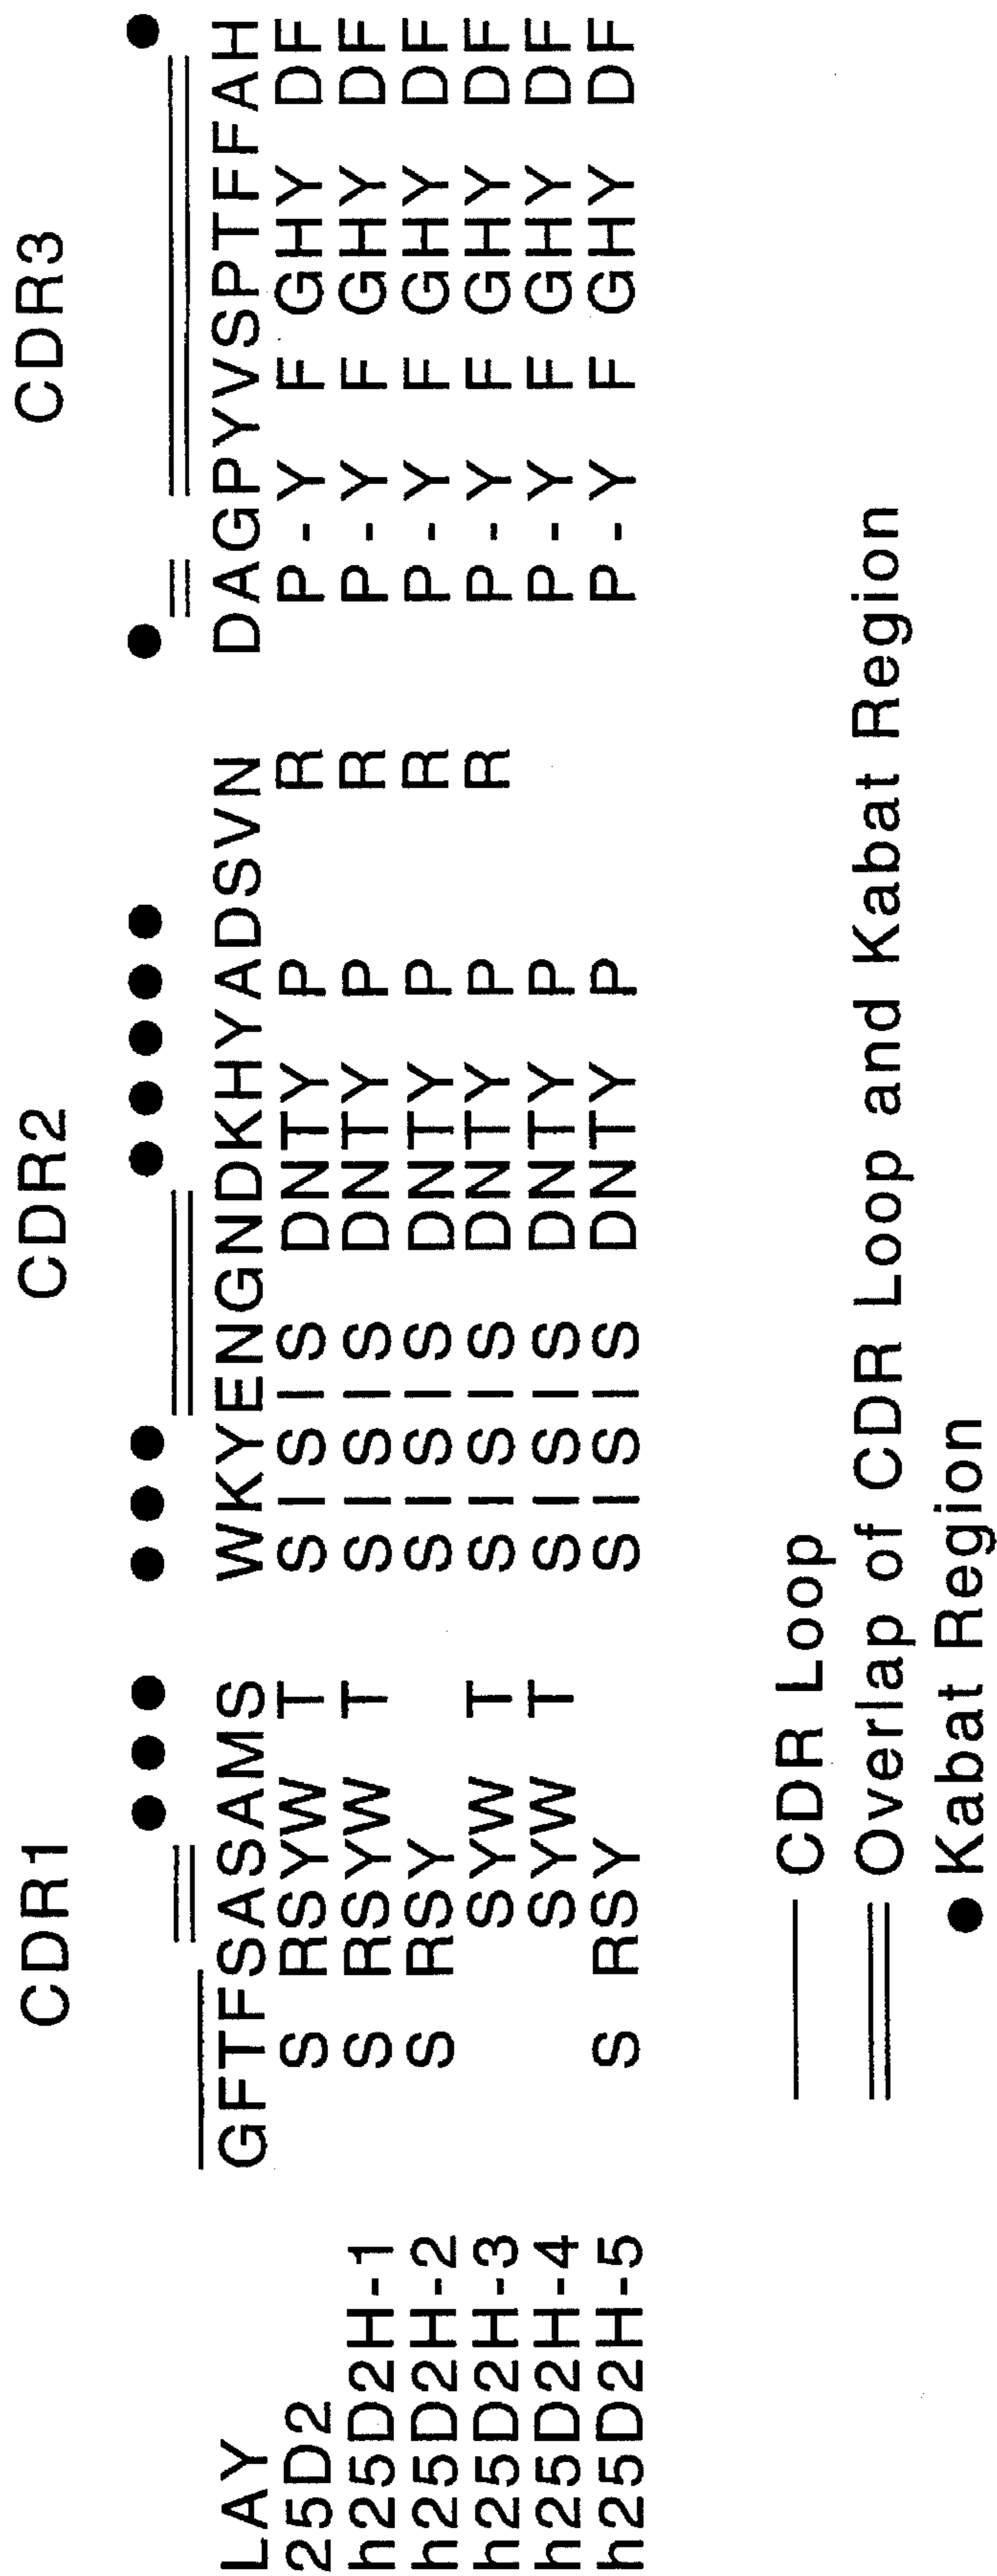 CDR1 CDR2 CDR3
LAY GFTFSASAMS WKYENGNDKHYADSVN DAGPYVSPTFFAH
25D2 S RSYW T SISIS DNTY P R P-Y F GHY DF
h25D2H-1 S RSYW T SISIS DNTY P R P-Y F GHY DF
h25D2H-2 S RSY SISIS DNTY P R P-Y F GHY DF
h25D2H-3 SYW T SISIS DNTY P R P-Y F GHY DF
h25D2H-4 SYW T SISIS DNTY P P-Y F GHY DF
h25D2H-5 S RSY SISIS DNTY P P-Y F GHY DF
CDR Loop
Overlap of CDR Loop and Kabat Region
● Kabat Region